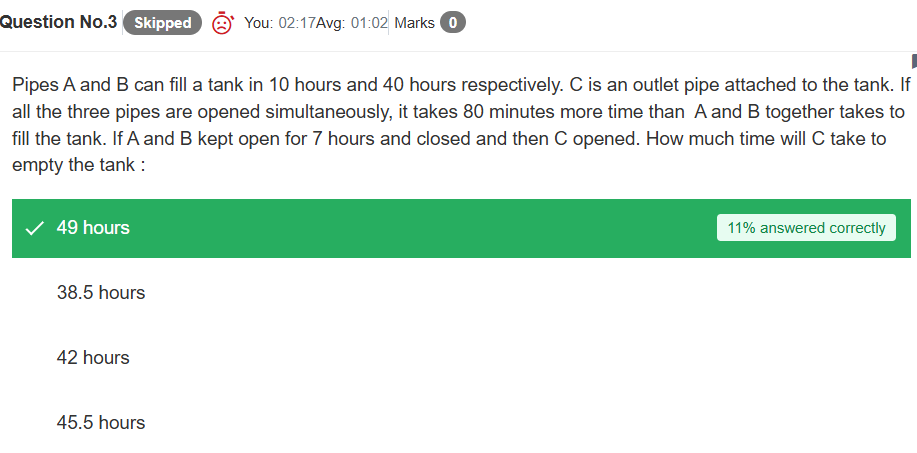 Question No.3 Skipped You: 02:17Avg: 01:02 Marks 0
Pipes A and B can fill a tank in 10 hours and 40 hours respectively. C is an outlet pipe attached to the tank. If
all the three pipes are opened simultaneously, it takes 80 minutes more time than A and B together takes to
fill the tank. If A and B kept open for 7 hours and closed and then C opened. How much time will C take to
empty the tank :
49 hours 11% answered correctly
38.5 hours
42 hours
45.5 hours